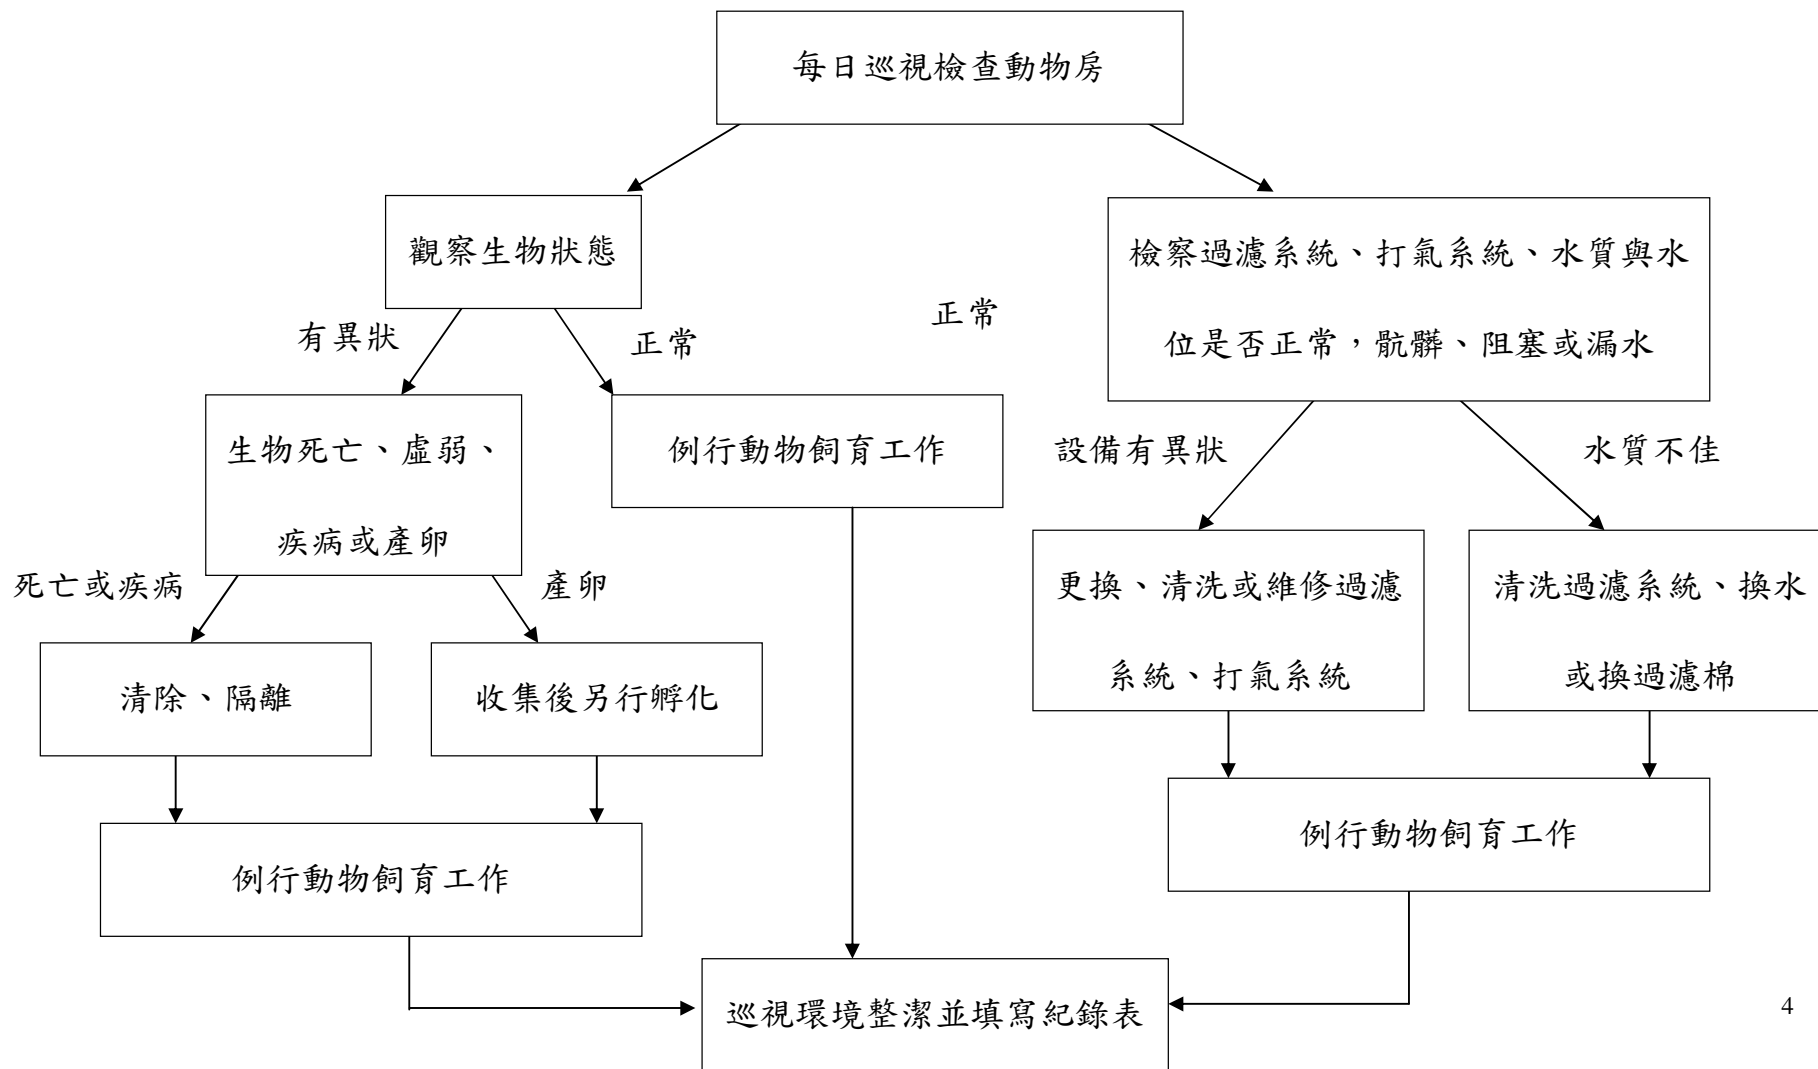 每日巡視檢查動物房
觀察生物狀態
檢察過濾系統、打氣系統、水質與水
位是否正常，骯髒、阻塞或漏水
有異狀
正常
正常
生物死亡、虛弱、
疾病或產卵
例行動物飼育工作
設備有異狀
水質不佳
死亡或疾病
產卵
更換、清洗或維修過濾
系統、打氣系統
清洗過濾系統、換水
或換過濾棉
清除、隔離
收集後另行孵化
例行動物飼育工作
例行動物飼育工作
巡視環境整潔並填寫紀錄表
4